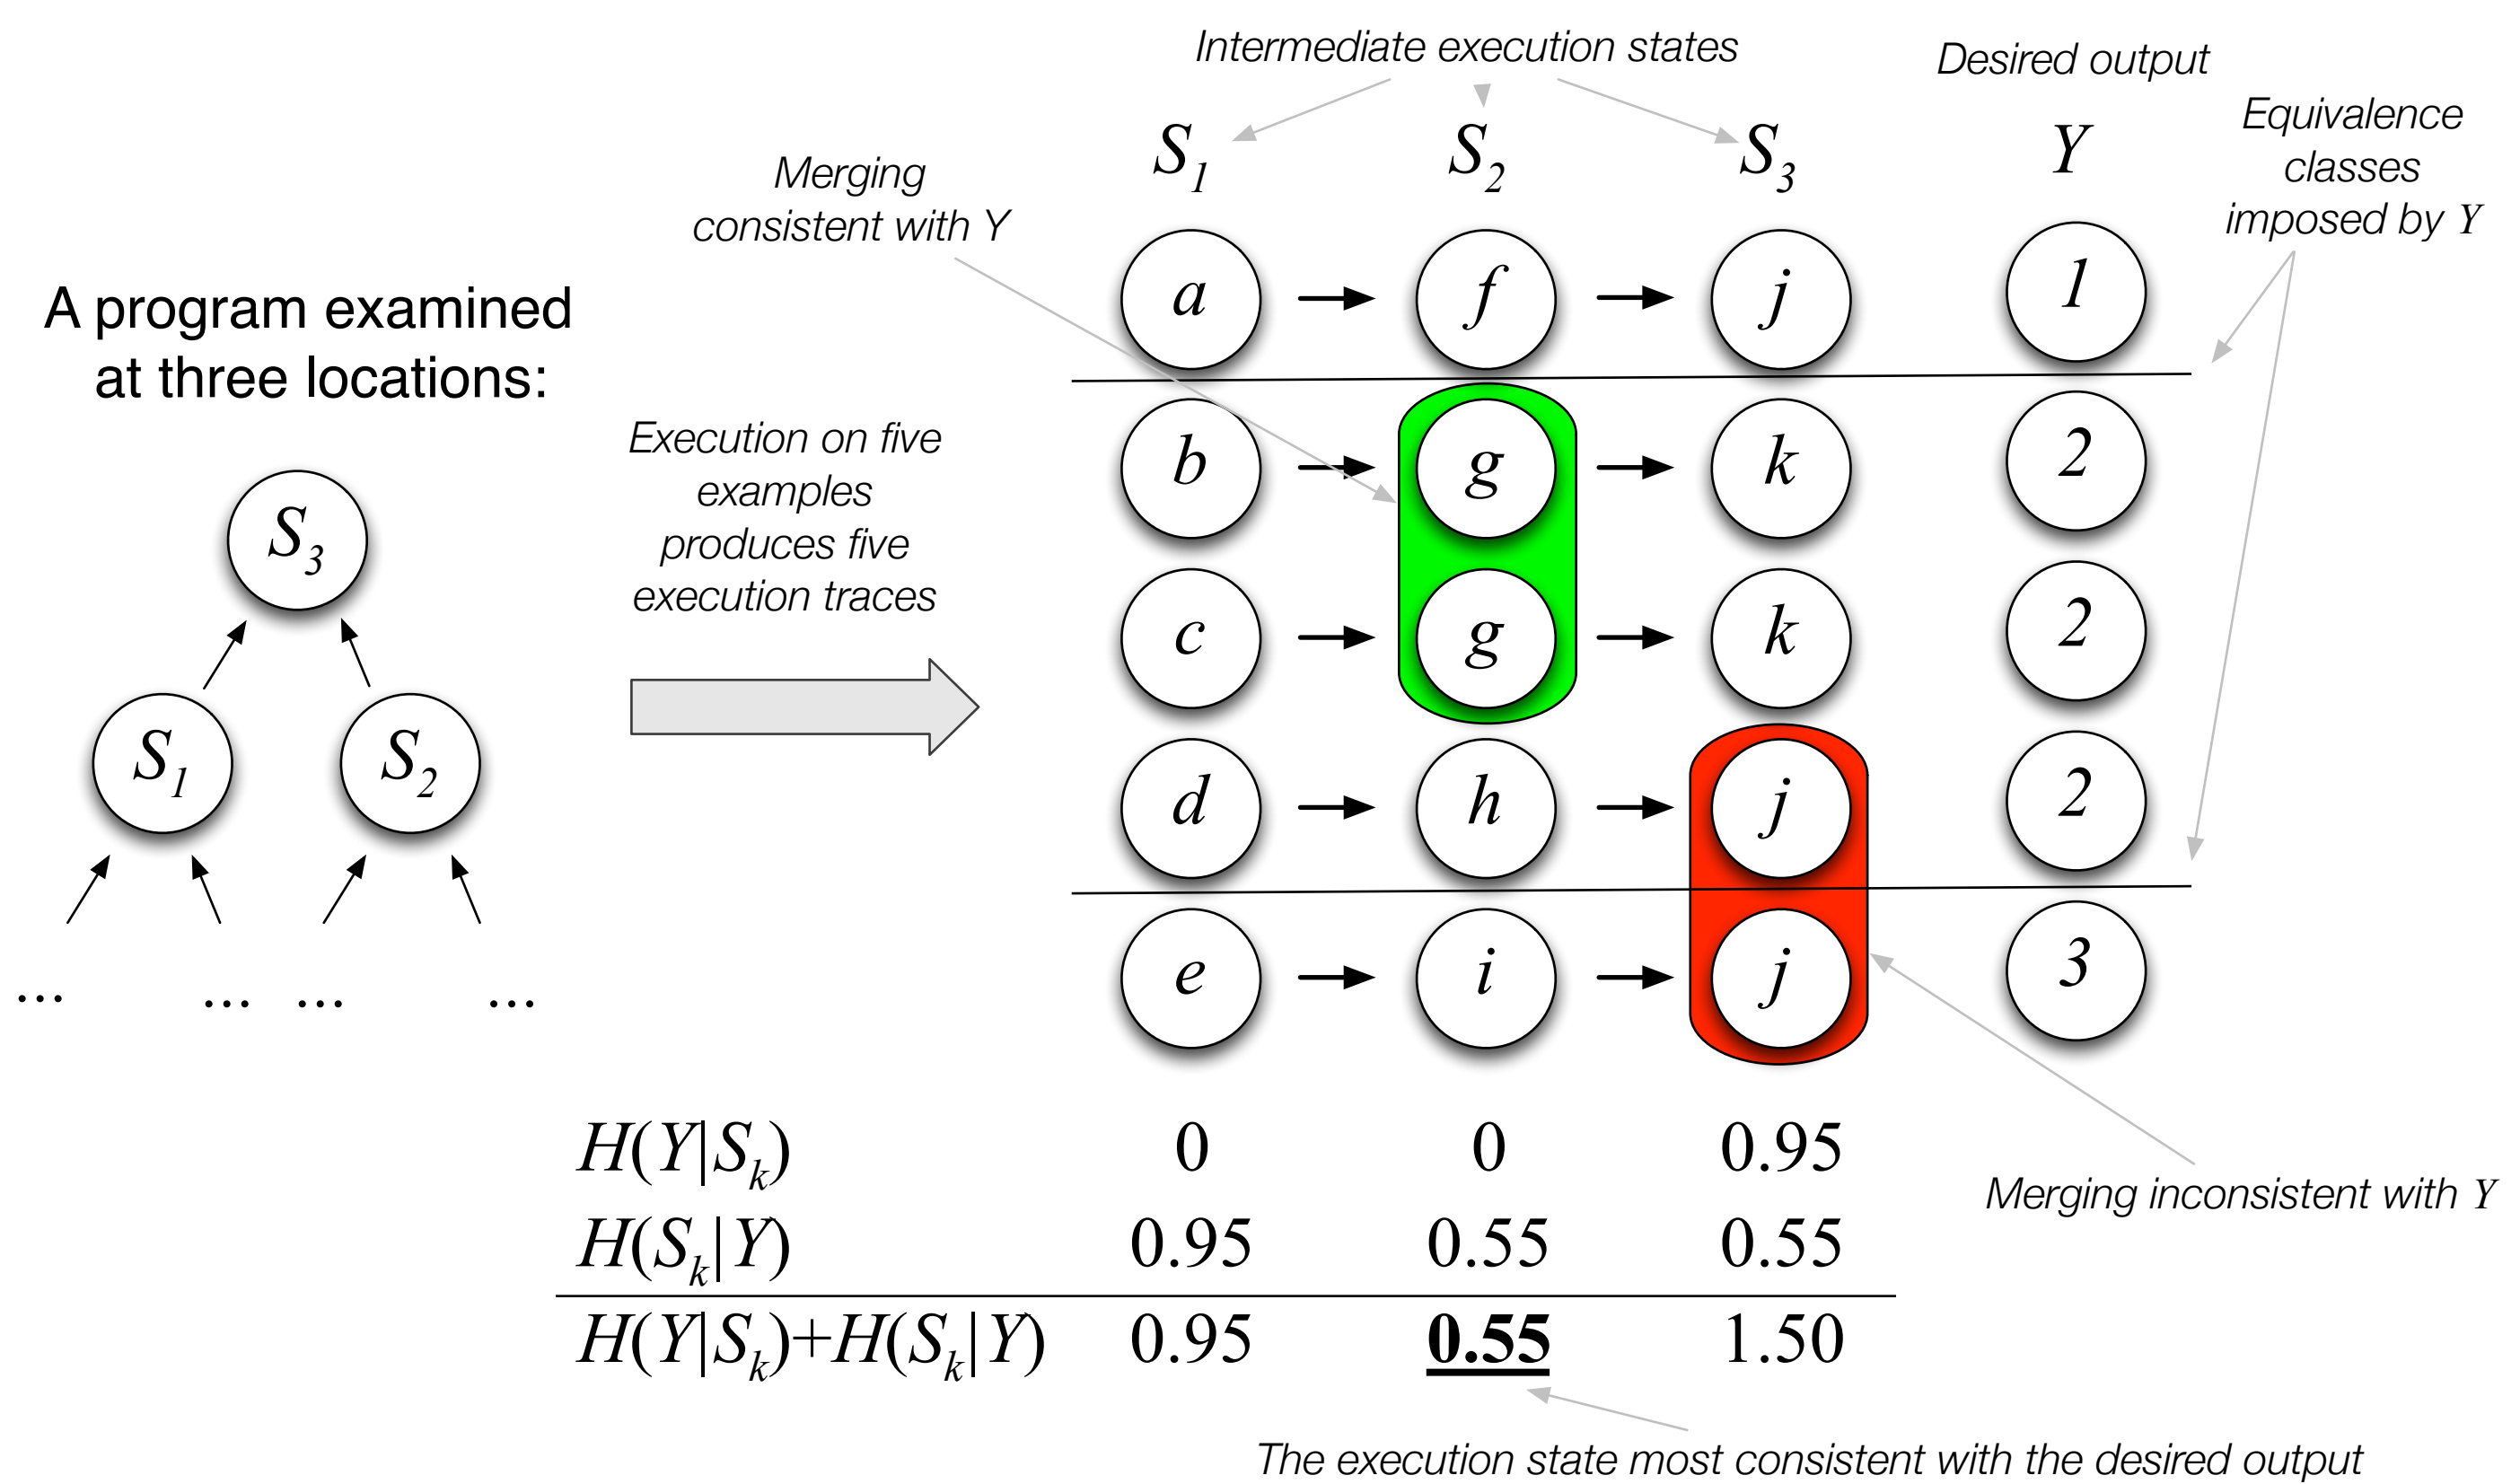 Intermediate execution states
Desired output
Equivalence
classes
imposed by Y
S1 S2 S3 Y
Merging
consistent with Y
A program examined
at three locations:
Execution on five
examples
produces five
execution traces
S3
S1 S2
... ... ... ...
a f j 1
b g k 2
c g k 2
d h j 2
e i j 3
Merging inconsistent with Y
H(Y|Sk) 0 0 0.95
H(Sk|Y) 0.95 0.55 0.55
H(Y|Sk)+H(Sk|Y) 0.95 0.55 1.50
The execution state most consistent with the desired output